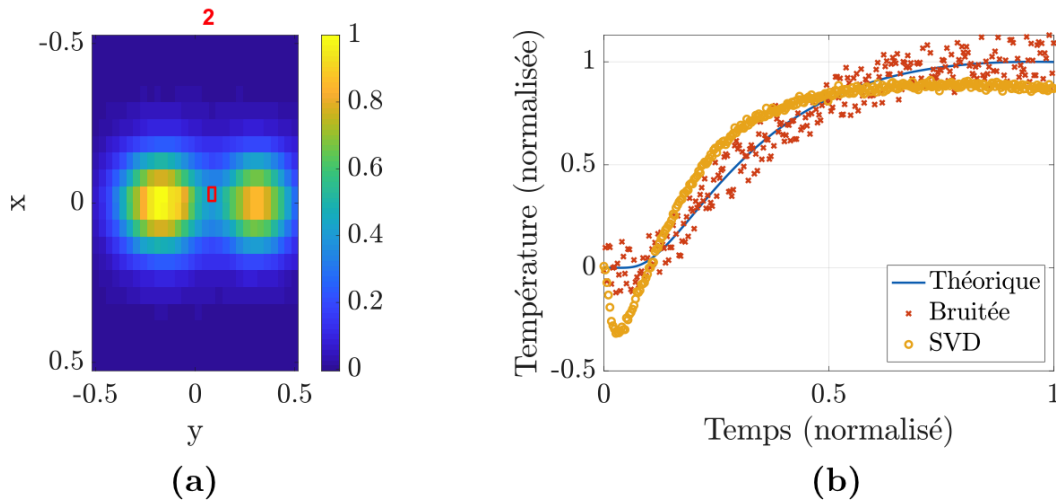 2
-0.5
0
0.5
x
-0.5
0
0.5
y
1
0.8
0.6
0.4
0.2
0
(a)
Température (normalisée)
1
0.5
0
-0.5
0
0.5
1
Temps (normalisé)
Théorique
Bruitée
SVD
(b)